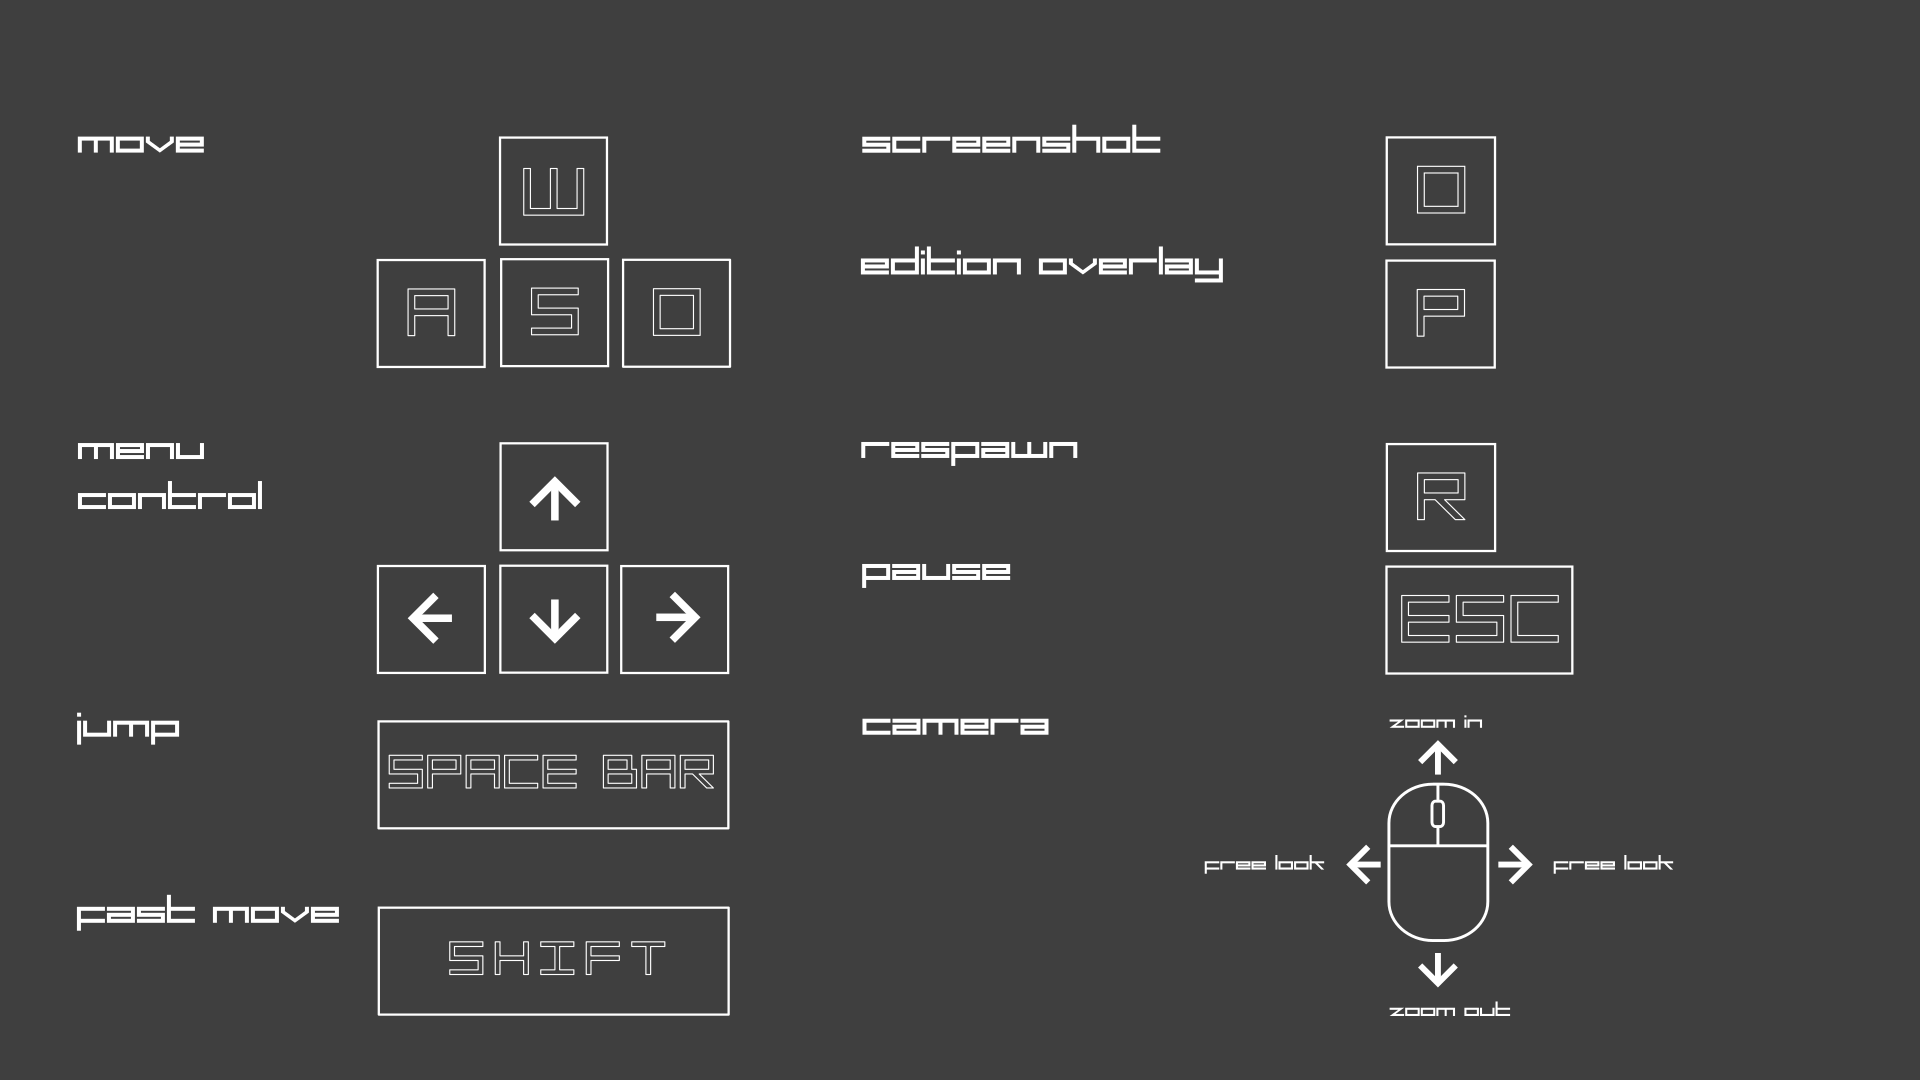 move
W
A S D
menu
control
jump
SPACE BAR
fast move
SHIFT
screenshot
O
edition overlay
P
respawn
R
pause
ESC
camera
zoom in
free look
free look
zoom out